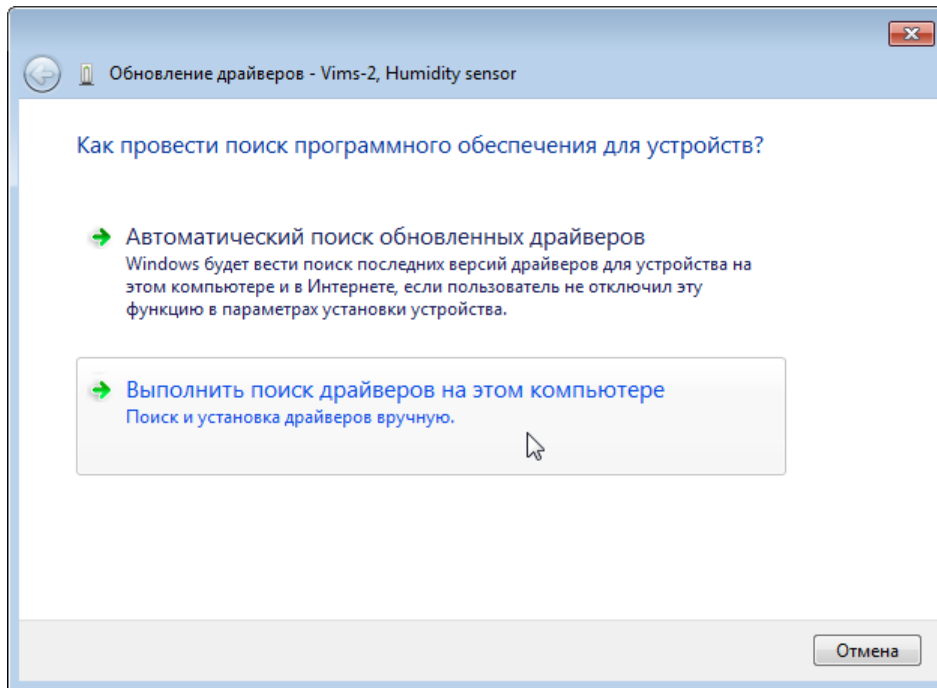 Обновление драйверов - Vims-2, Humidity sensor
Как провести поиск программного обеспечения для устройств?
Автоматический поиск обновленных драйверов
Windows будет вести поиск последних версий драйверов для устройства на
этом компьютере и в Интернете, если пользователь не отключил эту
функцию в параметрах установки устройства.
Выполнить поиск драйверов на этом компьютере
Поиск и установка драйверов вручную.
Отмена